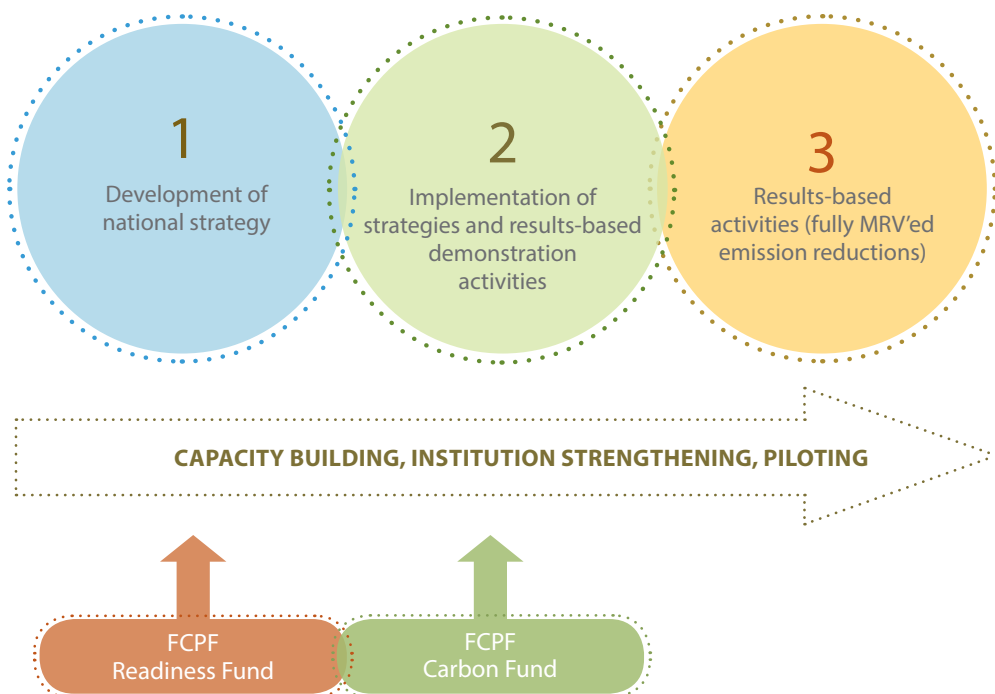 1
Development of
national strategy
2
Implementation of
strategies and results-based
demonstration
activities
3
Results-based
activities (fully MRV’ed
emission reductions)
CAPACITY BUILDING, INSTITUTION STRENGTHENING, PILOTING
FCPF
Readiness Fund
FCPF
Carbon Fund